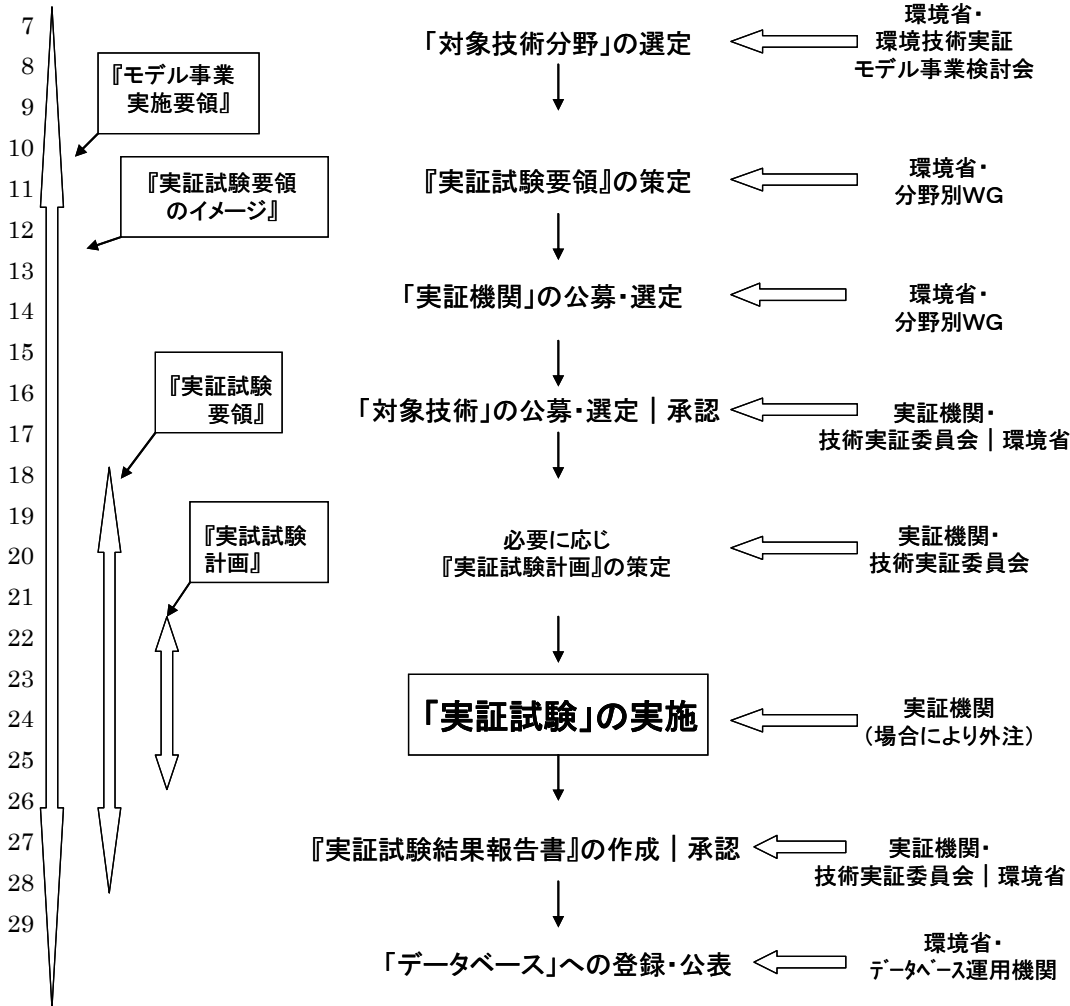 7
「対象技術分野」の選定
環境省・
環境技術実証
モデル事業検討会
8
『モデル事業
実施要領』
9
10
『実証試験要領
のイメージ』
11
『実証試験要領』の策定
環境省・
分野別WG
12
13
「実証機関」の公募・選定
環境省・
分野別WG
14
15
『実証試験
要領』
16
「対象技術」の公募・選定｜承認
実証機関・
技術実証委員会｜環境省
17
18
19
『実試試験
計画』
20
必要に応じ
『実証試験計画』の策定
実証機関・
技術実証委員会
21
22
23
「実証試験」の実施
24
実証機関
（場合により外注）
25
26
27
『実証試験結果報告書』の作成｜承認
実証機関・
技術実証委員会｜環境省
28
29
「データベース」への登録・公表
環境省・
データベース運用機関